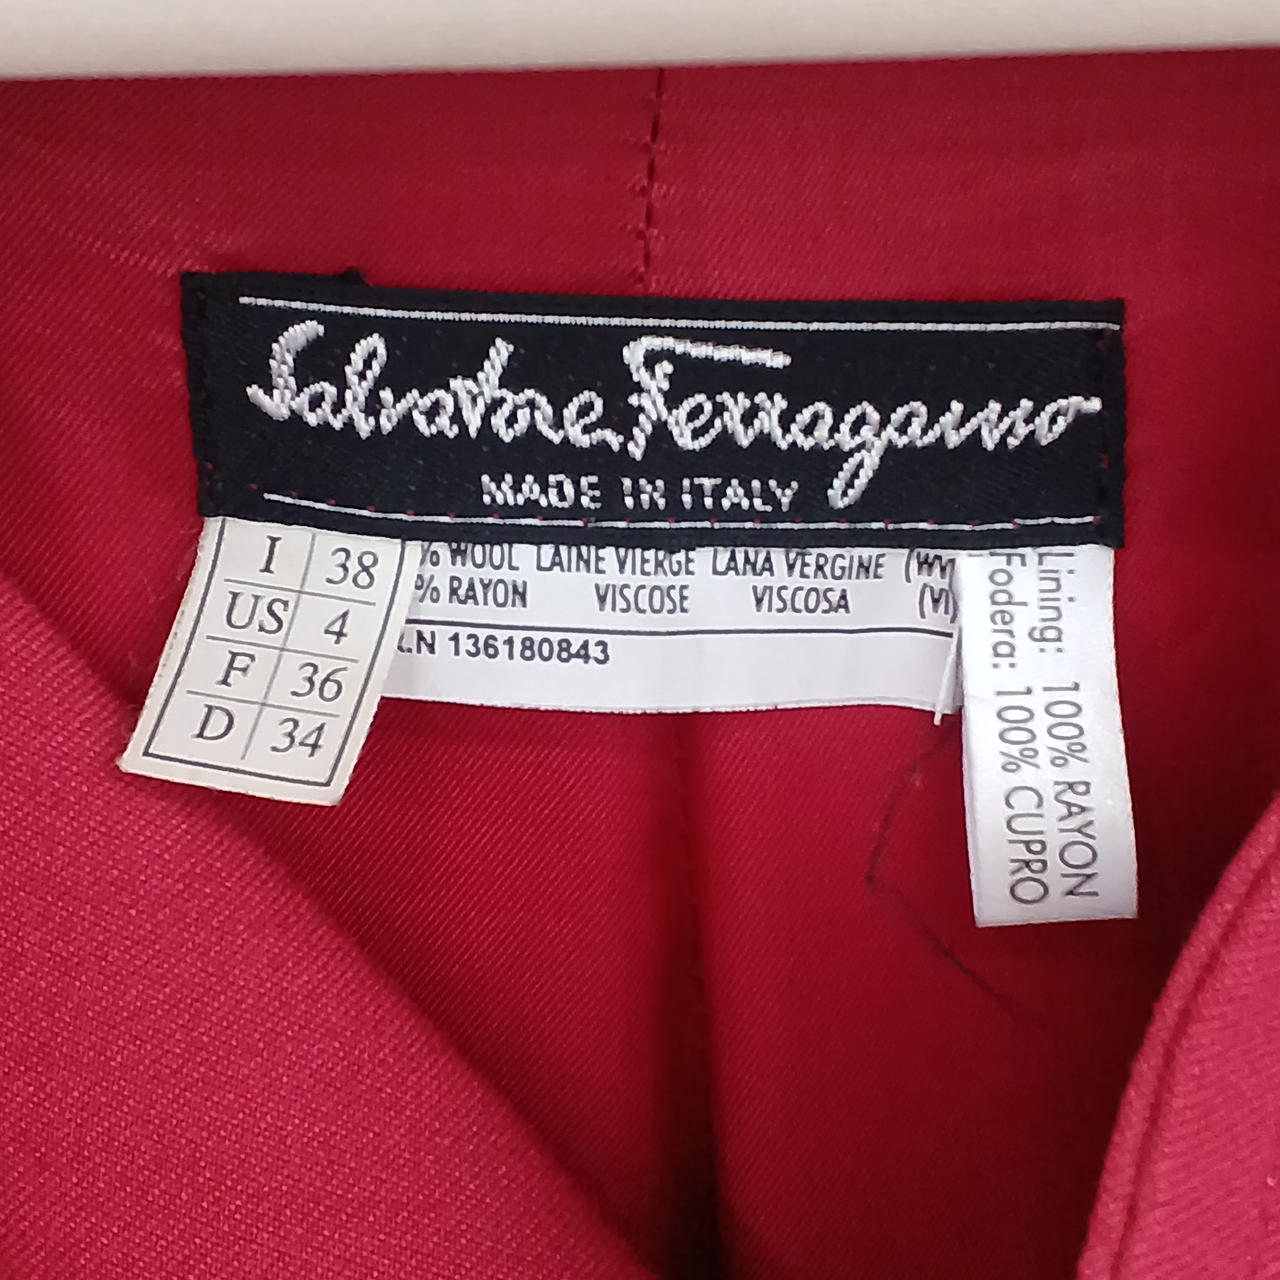 Salvatore Ferragamo
MADE IN ITALY
I 38
US 4
F 36
D 34
% WOOL LAINE VIERGE LANA VERGINE
% RAYON VISCOSE VISCOSA (VI)
N 136180843
Lining: 100% RAYON
Fodera: 100% CUPRO